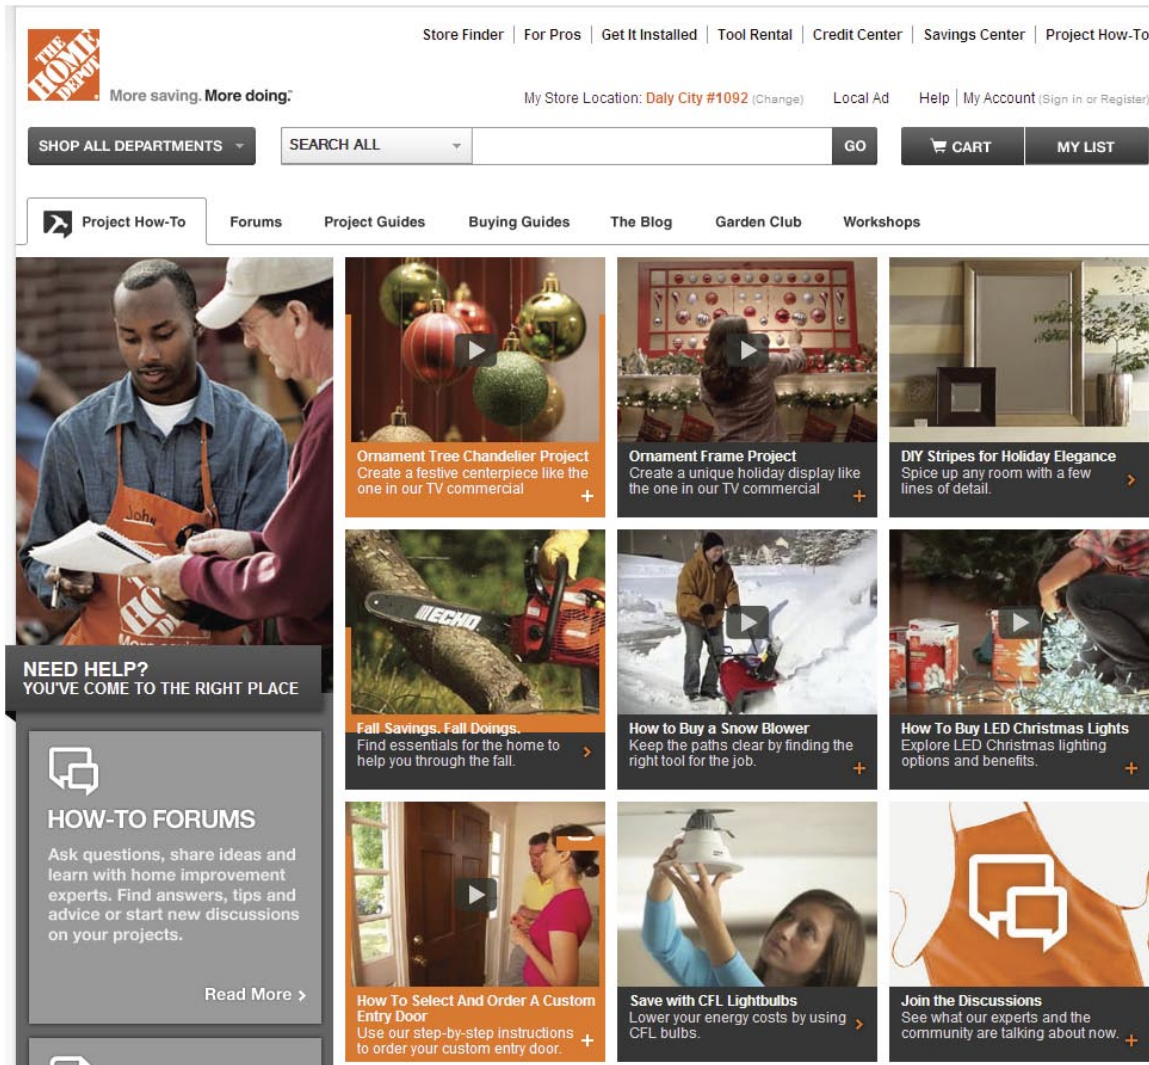 THE HOME DEPOT
More saving. More doing.™
Store Finder | For Pros | Get It Installed | Tool Rental | Credit Center | Savings Center | Project How-To
My Store Location: Daly City #1092 (Change) Local Ad Help | My Account (Sign in or Register)
SHOP ALL DEPARTMENTS
SEARCH ALL
GO
CART
MY LIST
Project How-To
Forums
Project Guides
Buying Guides
The Blog
Garden Club
Workshops
John
NEED HELP?
YOU'VE COME TO THE RIGHT PLACE
HOW-TO FORUMS
Ask questions, share ideas and
learn with home improvement
experts. Find answers, tips and
advice or start new discussions
on your projects.
Read More >
Ornament Tree Chandelier Project
Create a festive centerpiece like the
one in our TV commercial
+
Ornament Frame Project
Create a unique holiday display like
the one in our TV commercial
+
DIY Stripes for Holiday Elegance
Spice up any room with a few
lines of detail.
>
ECHO
Fall Savings. Fall Doings.
Find essentials for the home to
help you through the fall.
>
How to Buy a Snow Blower
Keep the paths clear by finding the
right tool for the job.
+
How To Buy LED Christmas Lights
Explore LED Christmas lighting
options and benefits.
+
How To Select And Order A Custom
Entry Door
Use our step-by-step instructions
to order your custom entry door.
+
Save with CFL Lightbulbs
Lower your energy costs by using
CFL bulbs.
>
Join the Discussions
See what our experts and the
community are talking about now.
+